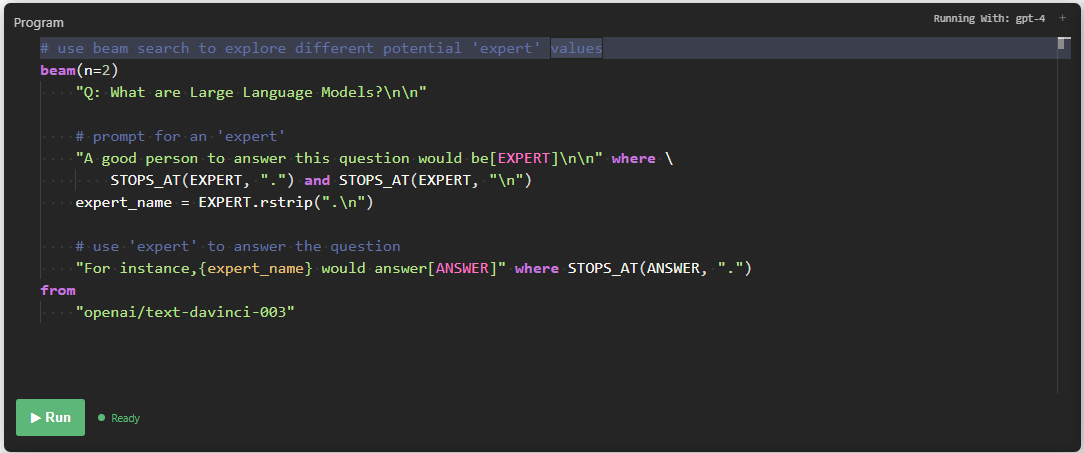 Program
Running With: gpt-4 +
# use beam search to explore different potential 'expert' values
beam(n=2)
"Q: What are Large Language Models?\n\n"
# prompt for an 'expert'
"A good person to answer this question would be[EXPERT]\n\n" where \
STOPS_AT(EXPERT, ".") and STOPS_AT(EXPERT, "\n")
expert_name = EXPERT.rstrip(".\n")
# use 'expert' to answer the question
"For instance,{expert_name} would answer[ANSWER]" where STOPS_AT(ANSWER, ".")
from
"openai/text-davinci-003"
▶ Run
Ready